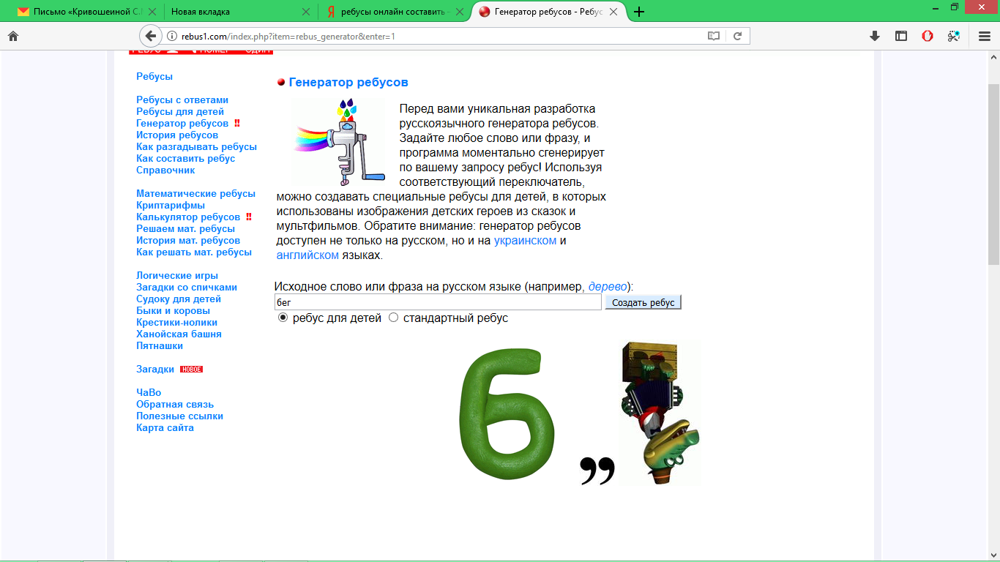 Письмо «Кривошеиной С.
Новая вкладка
ребусы онлайн составить
Генератор ребусов - Ребус
rebus1.com/index.php?item=rebus_generator&enter=1
Ребусы
Ребусы с ответами
Ребусы для детей
Генератор ребусов !!
История ребусов
Как разгадывать ребусы
Как составить ребус
Справочник
Математические ребусы
Криптарифмы
Калькулятор ребусов !!
Решаем мат. ребусы
История мат. ребусов
Как решать мат. ребусы
Логические игры
Загадки со спичками
Судоку для детей
Быки и коровы
Крестики-нолики
Ханойская башня
Пятнашки
Загадки НОВОЕ
ЧаВо
Обратная связь
Полезные ссылки
Карта сайта
Генератор ребусов
Перед вами уникальная разработка
русскоязычного генератора ребусов.
Задайте любое слово или фразу, и
программа моментально сгенерирует
по вашему запросу ребус! Используя
соответствующий переключатель,
можно создавать специальные ребусы для детей, в которых
использованы изображения детских героев из сказок и
мультфильмов. Обратите внимание: генератор ребусов
доступен не только на русском, но и на украинском и
английском языках.
Исходное слово или фраза на русском языке (например, дерево):
бег Создать ребус
ребус для детей стандартный ребус
Б ,,